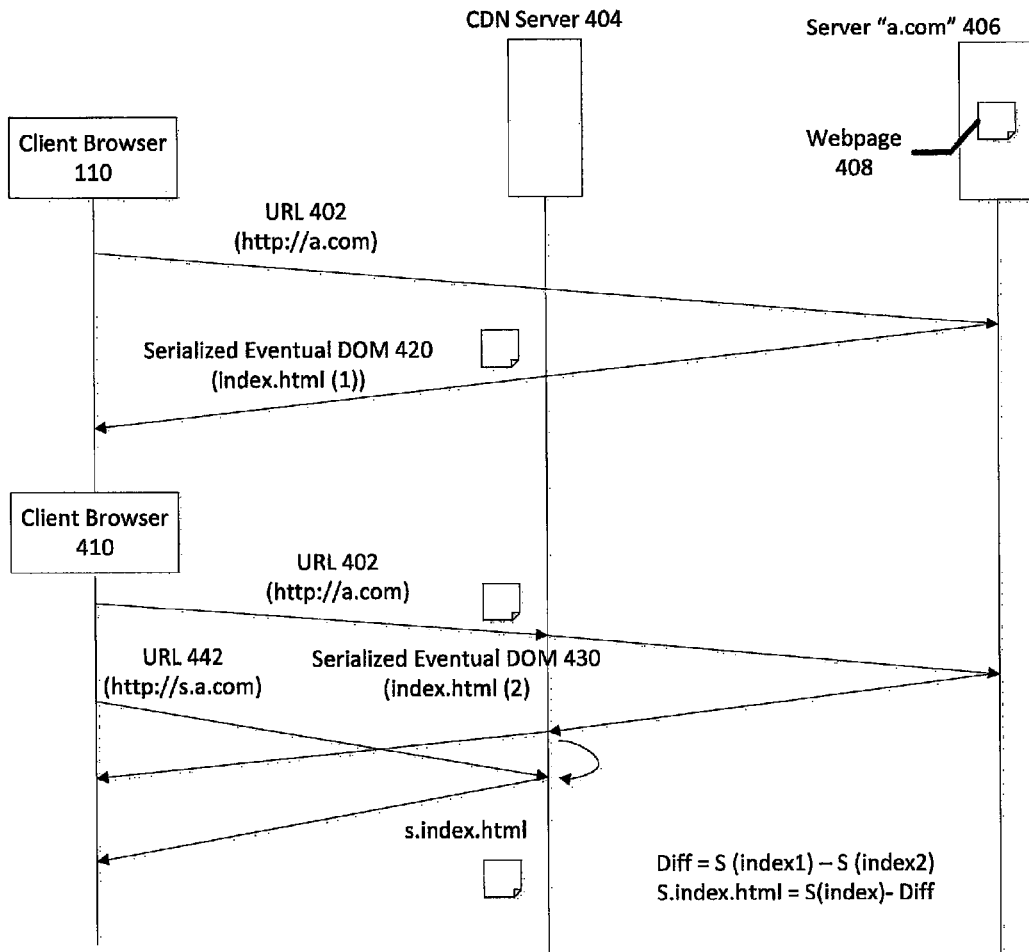 CDN Server 404
Server “a.com” 406
Client Browser
110
Webpage
408
URL 402
(http://a.com)
Serialized Eventual DOM 420
(index.html (1))
Client Browser
410
URL 402
(http://a.com)
URL 442
(http://s.a.com)
Serialized Eventual DOM 430
(index.html (2)
s.index.html
Diff = S (index1) – S (index2)
S.index.html = S(index)- Diff